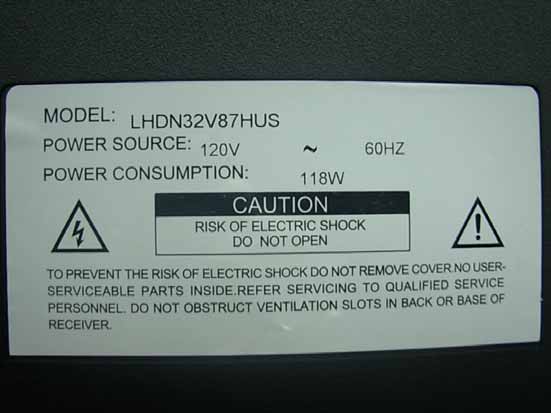 MODEL: LHDN32V87HUS
POWER SOURCE: 120V ~ 60HZ
POWER CONSUMPTION: 118W
CAUTION
RISK OF ELECTRIC SHOCK
DO NOT OPEN
TO PREVENT THE RISK OF ELECTRIC SHOCK DO NOT REMOVE COVER.NO USER-
SERVICEABLE PARTS INSIDE.REFER SERVICING TO QUALIFIED SERVICE
PERSONNEL. DO NOT OBSTRUCT VENTILATION SLOTS IN BACK OR BASE OF
RECEIVER.